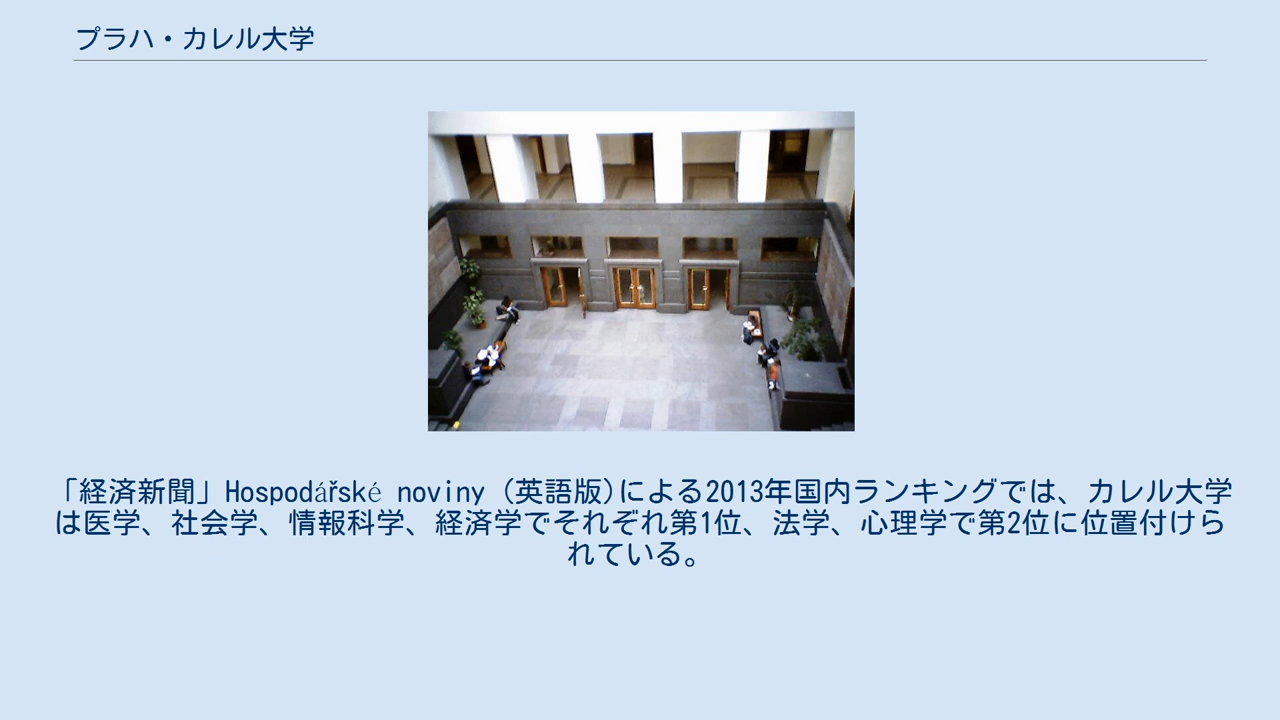 プラハ・カレル大学
「経済新聞」Hospodářské noviny (英語版)による2013年国内ランキングでは、カレル大学
は医学、社会学、情報科学、経済学でそれぞれ第1位、法学、心理学で第2位に位置付けら
れている。